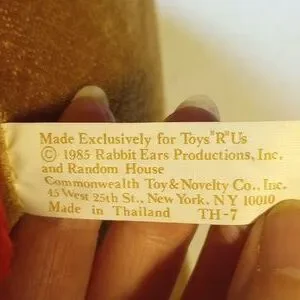 Made Exclusively for Toys"R"Us
© 1985 Rabbit Ears Productions, Inc.
and Random House
Commonwealth Toy & Novelty Co., Inc.
45 West 25th St., New York, NY 10010
Made in Thailand TH-7